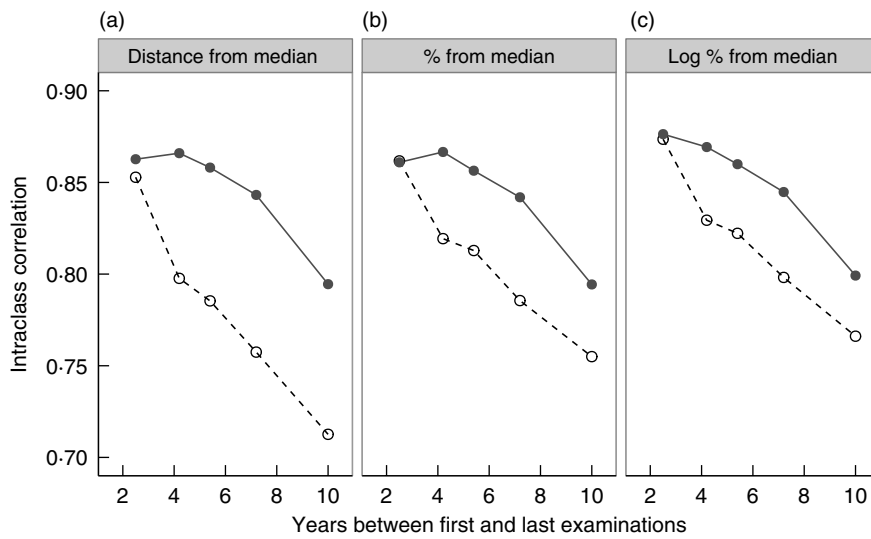 (a) (b) (c)
Distance from median % from median Log % from median
0·90
0·85
0·80
0·75
0·70
Intraclass correlation
2 4 6 8 10 2 4 6 8 10 2 4 6 8 10
Years between first and last examinations